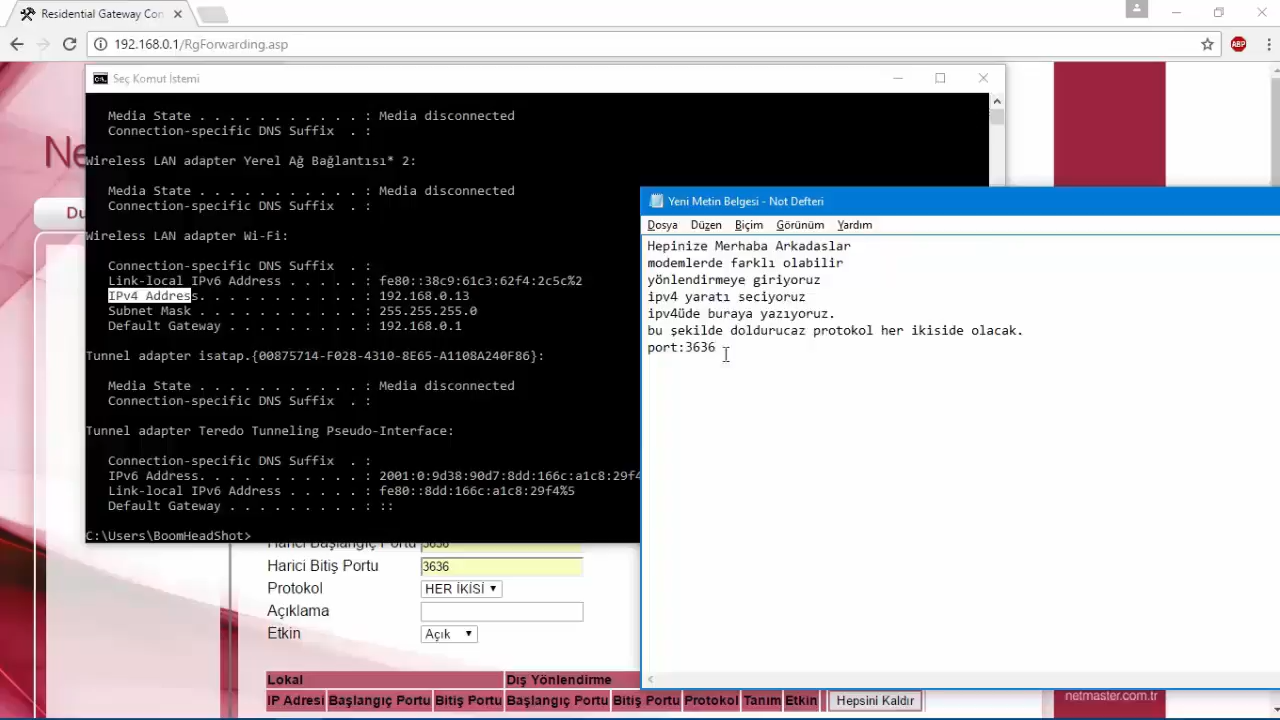 Residential Gateway Con
192.168.0.1/RgForwarding.asp
ABP
Ne
Du
Seç Komut İstemi
Media State . . . . . . . . . . . : Media disconnected
Connection-specific DNS Suffix  . :
Wireless LAN adapter Yerel Ağ Bağlantısı* 2:
Media State . . . . . . . . . . . : Media disconnected
Connection-specific DNS Suffix  . :
Wireless LAN adapter Wi-Fi:
Connection-specific DNS Suffix  . :
Link-local IPv6 Address . . . . . : fe80::38c9:61c3:62f4:2c5c%2
IPv4 Address. . . . . . . . . . . : 192.168.0.13
Subnet Mask . . . . . . . . . . . : 255.255.255.0
Default Gateway . . . . . . . . . : 192.168.0.1
Tunnel adapter isatap.{00875714-F028-4310-8E65-A1108A240F86}:
Media State . . . . . . . . . . . : Media disconnected
Connection-specific DNS Suffix  . :
Tunnel adapter Teredo Tunneling Pseudo-Interface:
Connection-specific DNS Suffix  . :
IPv6 Address. . . . . . . . . . . : 2001:0:9d38:90d7:8dd:166c:a1c8:29f4
Link-local IPv6 Address . . . . . : fe80::8dd:166c:a1c8:29f4%5
Default Gateway . . . . . . . . . : ::
C:\Users\BoomHeadShot>
Yeni Metin Belgesi - Not Defteri
Dosya Düzen Biçim Görünüm Yardım
Hepinize Merhaba Arkadaslar
modemlerde farklı olabilir
yönlendirmeye giriyoruz
ipv4 yaratı seciyoruz
ipv4üde buraya yazıyoruz.
bu şekilde doldurucaz protokol her ikiside olacak.
port:3636
Harici Başlangıç Portu 3636
Harici Bitiş Portu 3636
Protokol HER İKİSİ
Açıklama
Etkin Açık
Lokal Dış Yönlendirme
IP Adresi Başlangıç Portu Bitiş Portu Başlangıç Portu Bitiş Portu Protokol Tanım Etkin Hepsini Kaldır
netmaster.com.tr